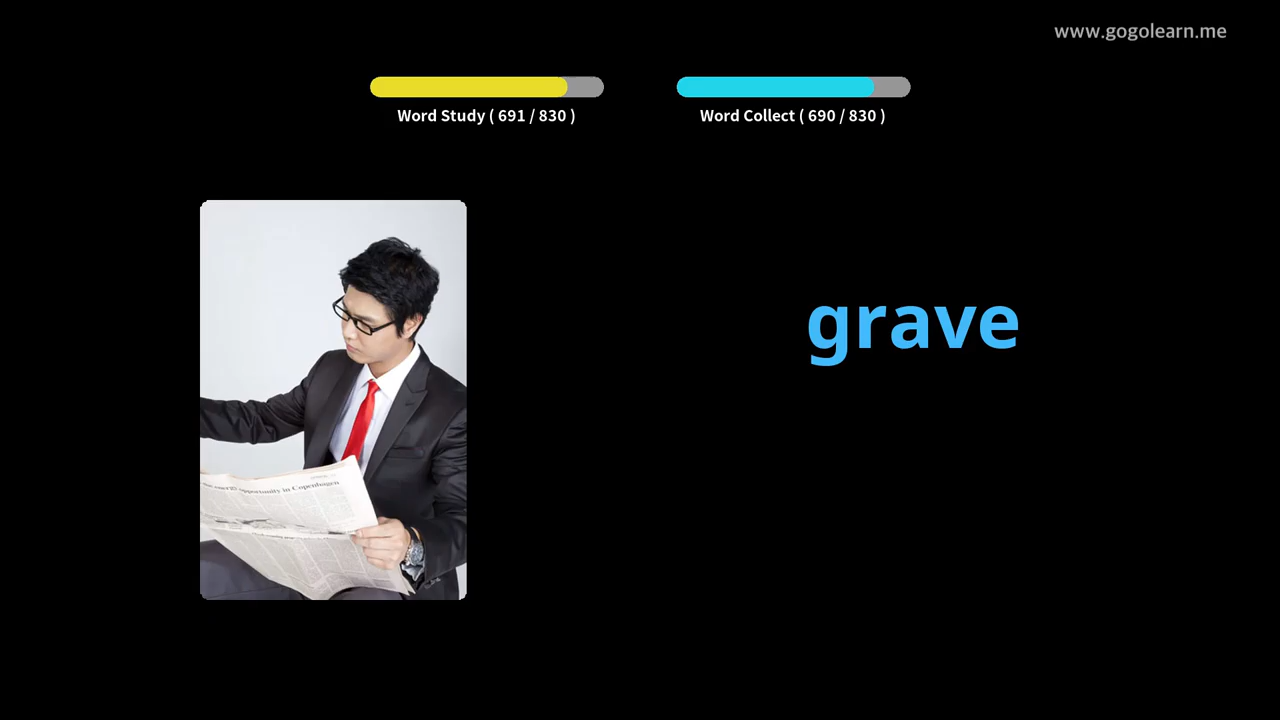 www.gogolearn.me
Word Study ( 691 / 830 )
Word Collect ( 690 / 830 )
grave
opportunity in Copenhagen